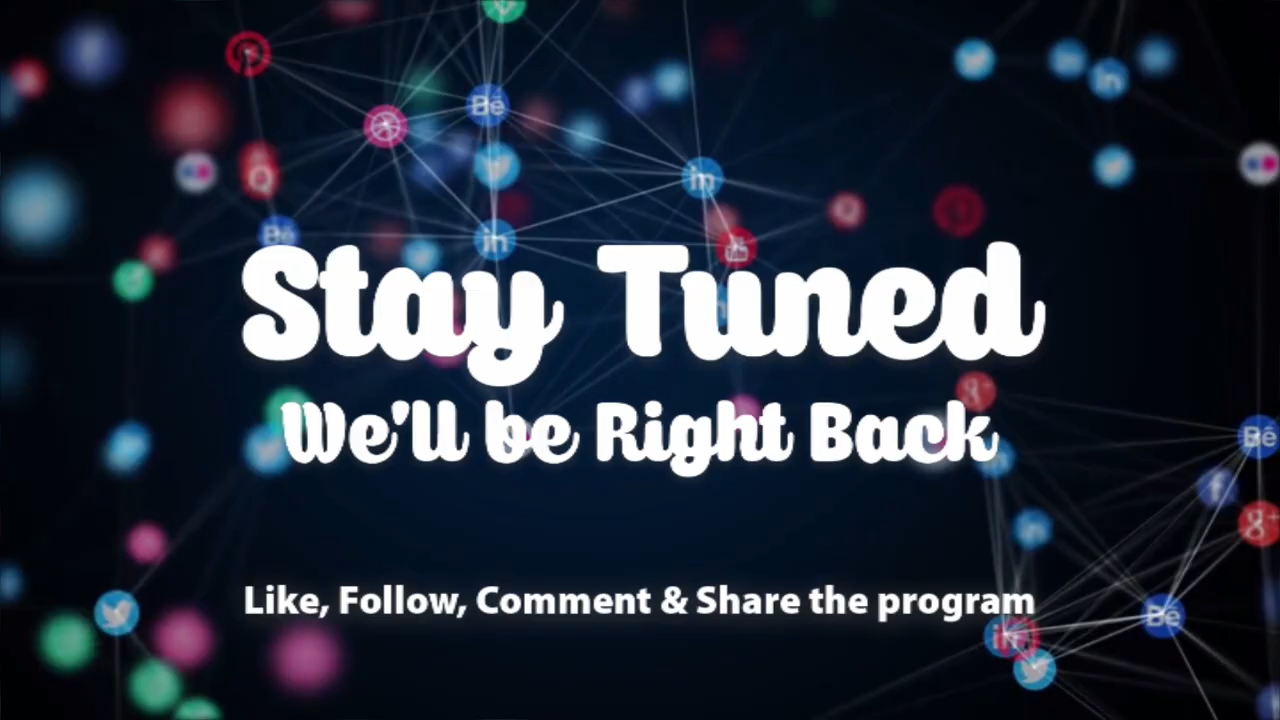 Stay Tuned
We'll be Right Back
Like, Follow, Comment & Share the program